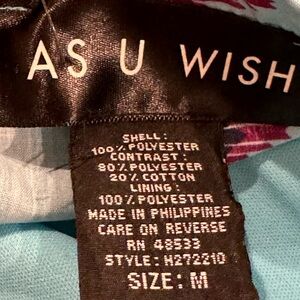 AS U WISH
SHELL:
100% POLYESTER
CONTRAST:
80% POLYESTER
20% COTTON
LINING:
100% POLYESTER
MADE IN PHILIPPINES
CARE ON REVERSE
RN 48533
STYLE: H272210
SIZE: M